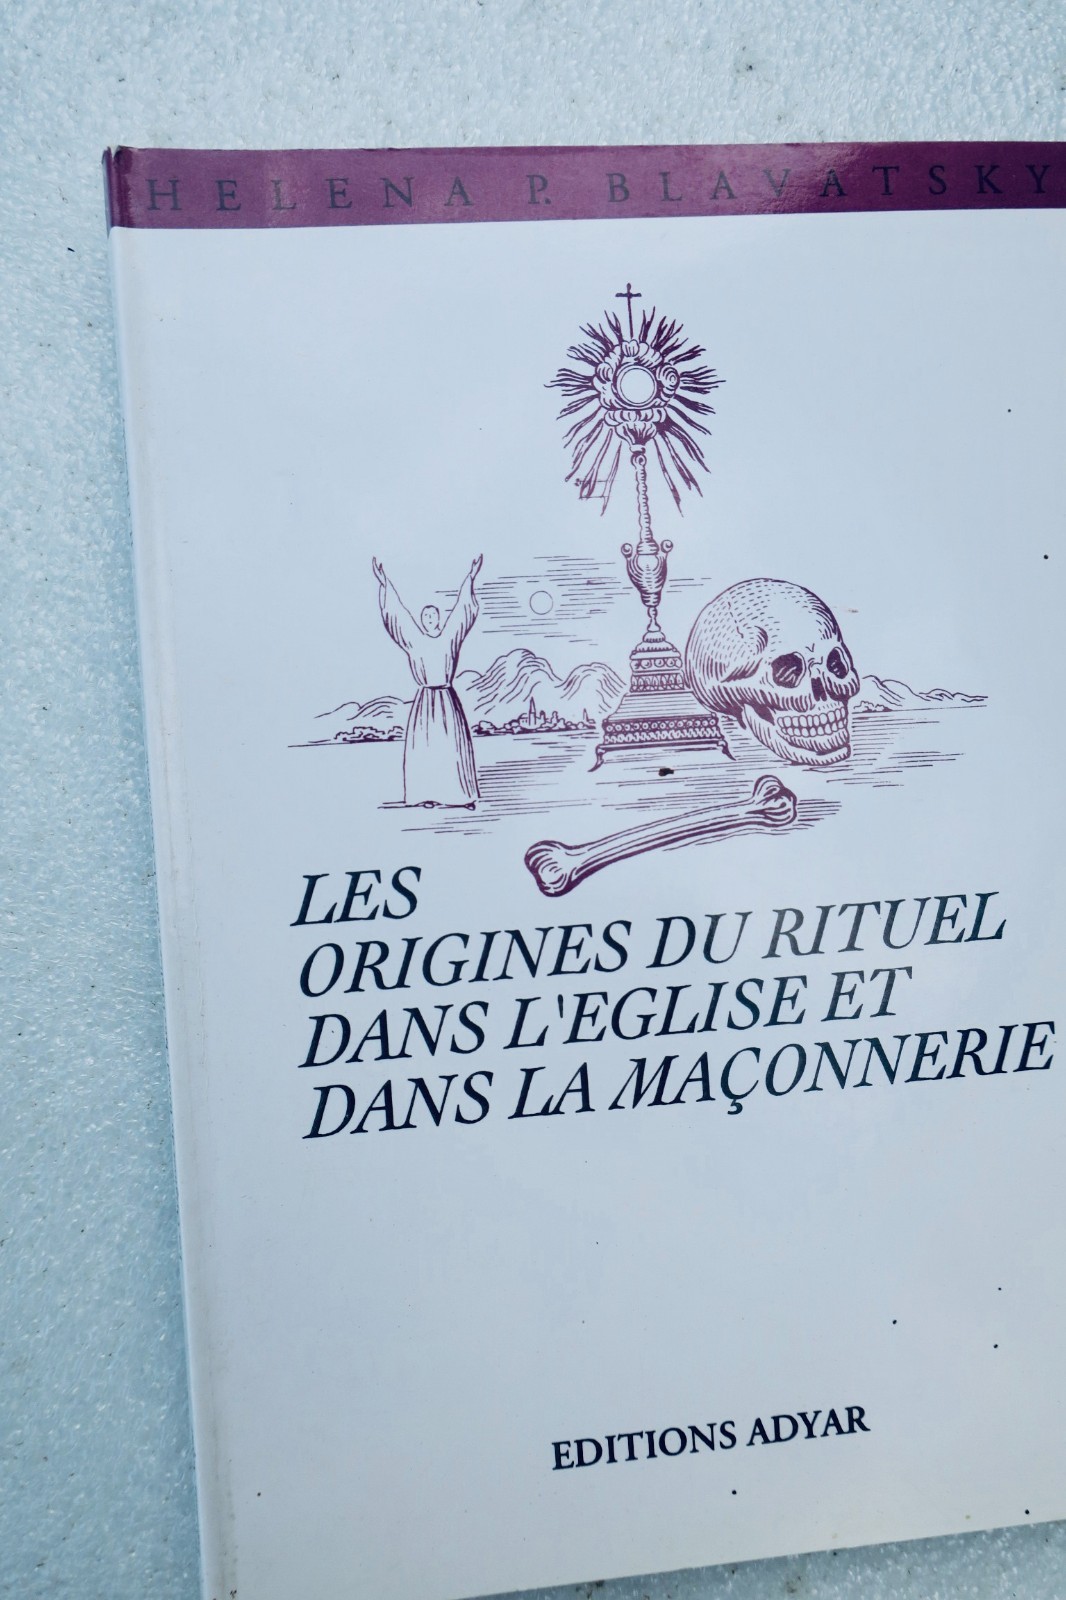 HELENA P. BLAVATSKY
LES
ORIGINES DU RITUEL
DANS L'EGLISE ET
DANS LA MAÇONNERIE
EDITIONS ADYAR